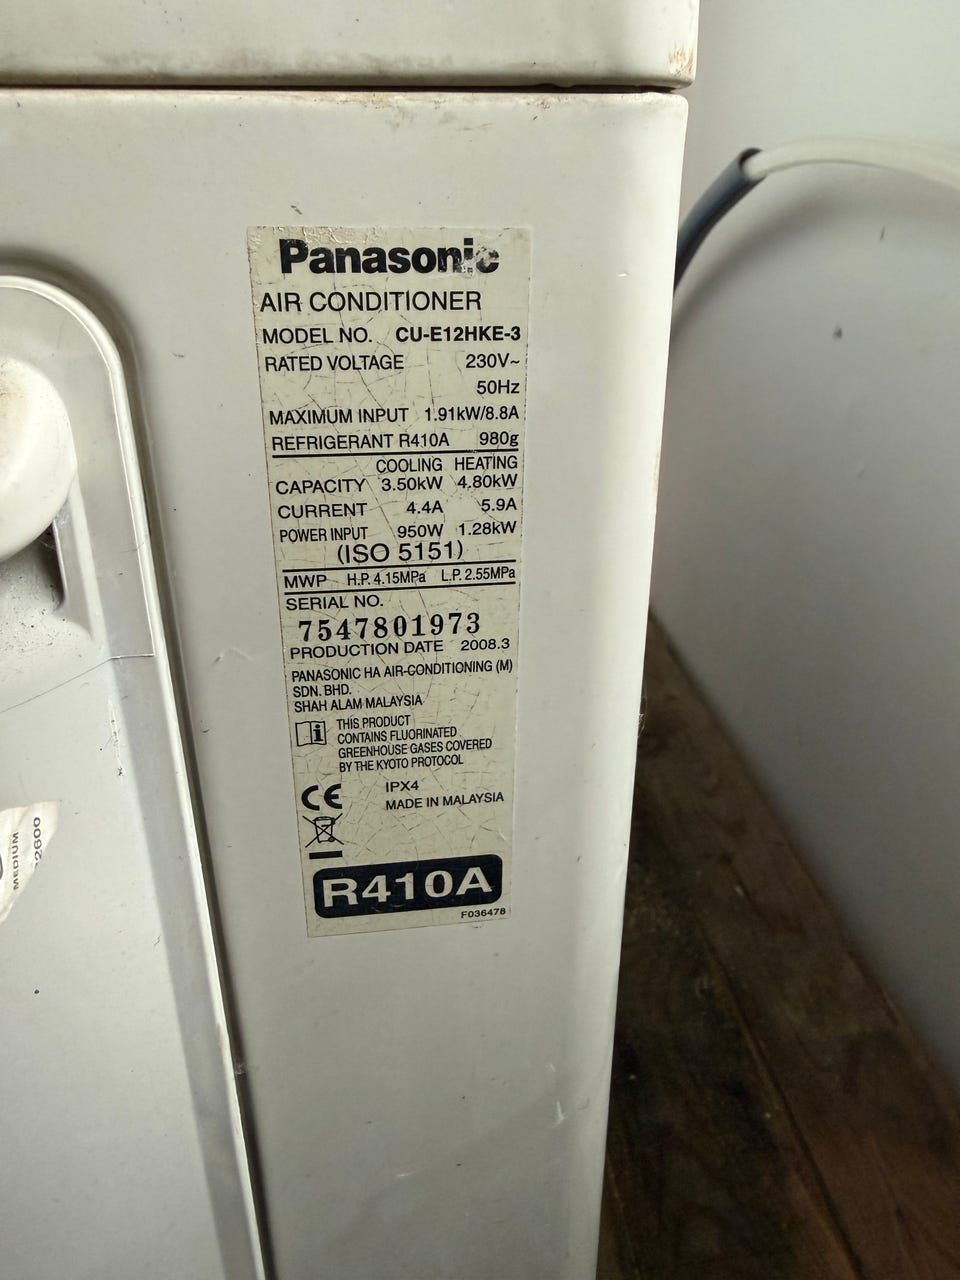 Panasonic
AIR CONDITIONER
MODEL NO. CU-E12HKE-3
RATED VOLTAGE 230V~
50Hz
MAXIMUM INPUT 1.91kW/8.8A
REFRIGERANT R410A 980g
COOLING HEATING
CAPACITY 3.50kW 4.80kW
CURRENT 4.4A 5.9A
POWER INPUT 950W 1.28kW
(ISO 5151)
MWP H.P. 4.15MPa L.P. 2.55MPa
SERIAL NO.
7547801973
PRODUCTION DATE 2008.3
PANASONIC HA AIR-CONDITIONING (M)
SDN. BHD.
SHAH ALAM MALAYSIA
i THIS PRODUCT
CONTAINS FLUORINATED
GREENHOUSE GASES COVERED
BY THE KYOTO PROTOCOL
CE IPX4
MADE IN MALAYSIA
R410A
F036478
MEDIUM
2600